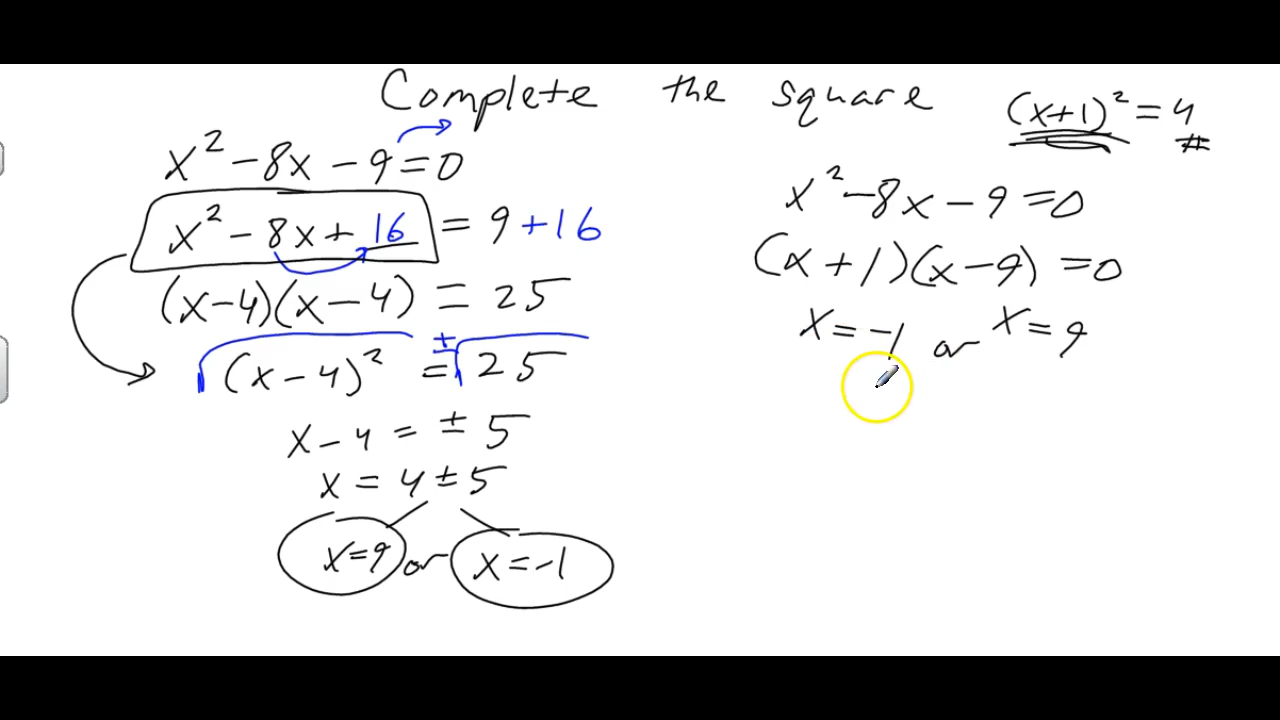 Complete the square
(x+1)² = 4
#
x² − 8x − 9 = 0
x² − 8x + 16 = 9 + 16
(x−4)(x−4) = 25
√(x−4)² = ±√25
x − 4 = ± 5
x = 4 ± 5
x=9 or x=−1
x² − 8x − 9 = 0
(x+1)(x−9) = 0
x = −1 or x = 9